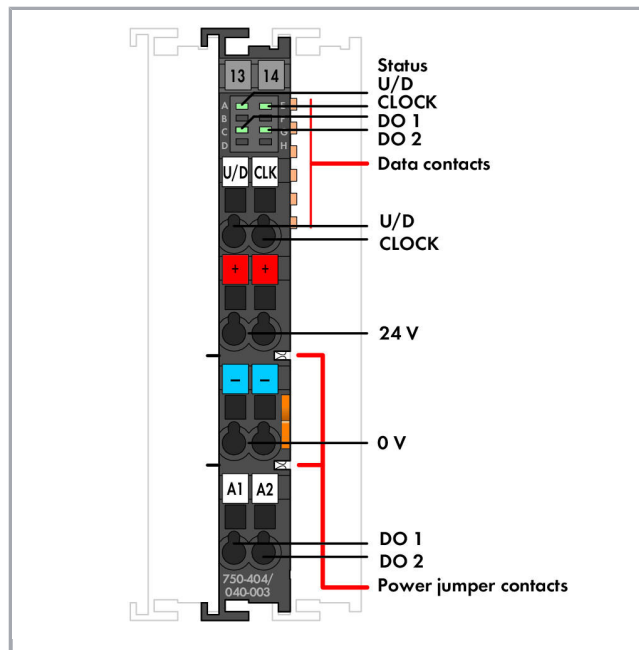 Status
13 14
U/D
A E
CLOCK
B F
DO 1
C G
DO 2
D H
Data contacts
U/D CLK
U/D
CLOCK
+ +
24 V
− −
0 V
A1 A2
DO 1
DO 2
750-404/
040-003
Power jumper contacts